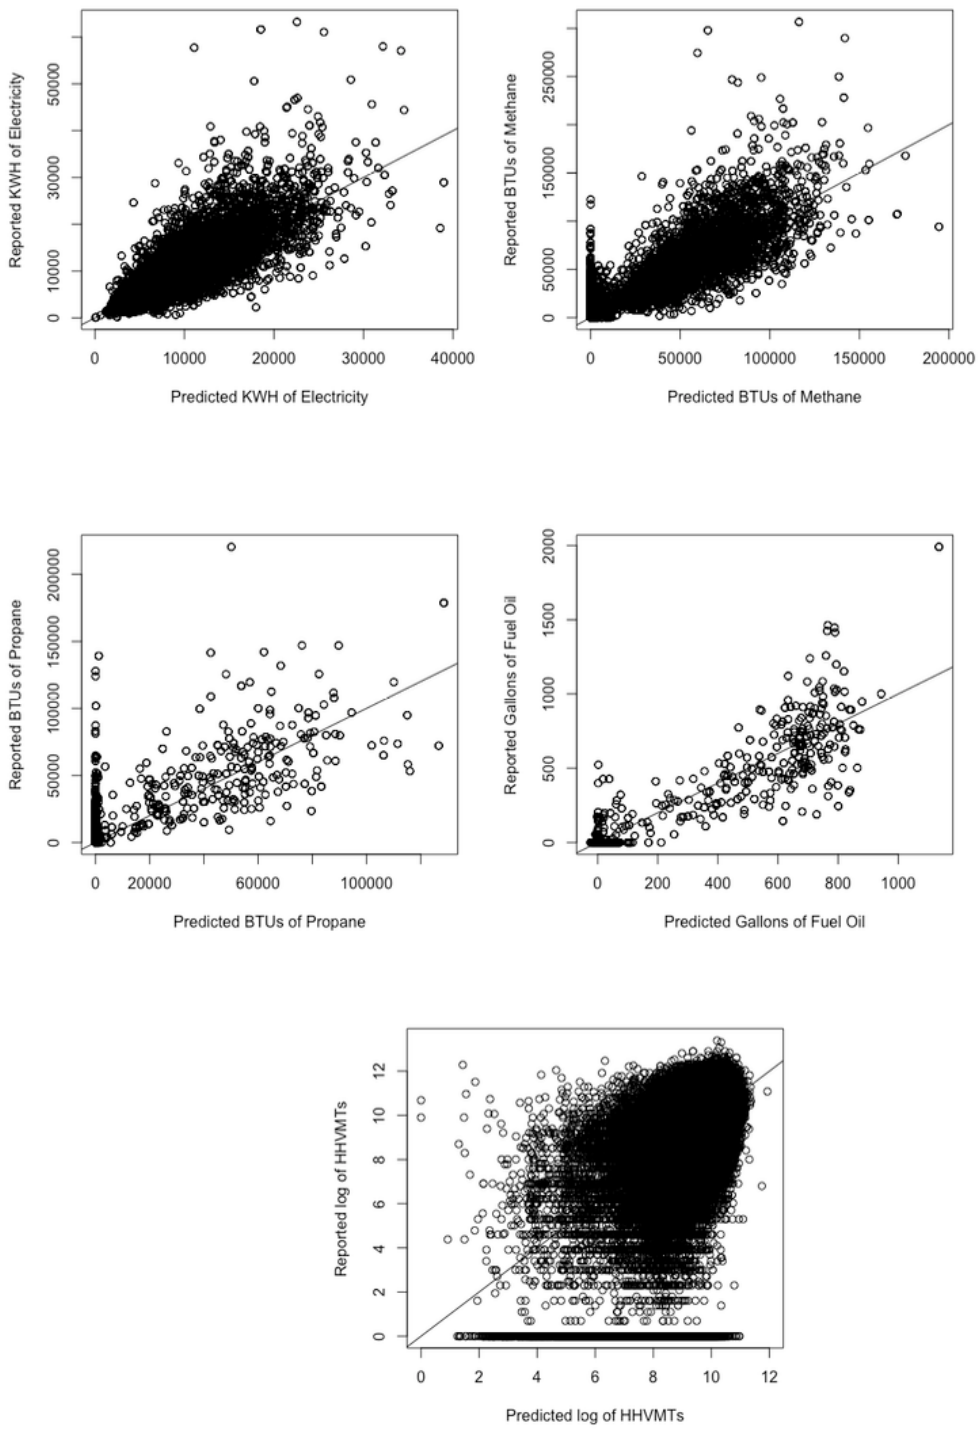 Reported KWH of Electricity
0 10000 30000 50000
0 10000 20000 30000 40000
Predicted KWH of Electricity
Reported BTUs of Methane
0 50000 150000 250000
0 50000 100000 150000 200000
Predicted BTUs of Methane
Reported BTUs of Propane
0 50000 100000 150000 200000
0 20000 60000 100000
Predicted BTUs of Propane
Reported Gallons of Fuel Oil
0 500 1000 1500 2000
0 200 400 600 800 1000
Predicted Gallons of Fuel Oil
Reported log of HHVMTs
0 2 4 6 8 10 12
0 2 4 6 8 10 12
Predicted log of HHVMTs